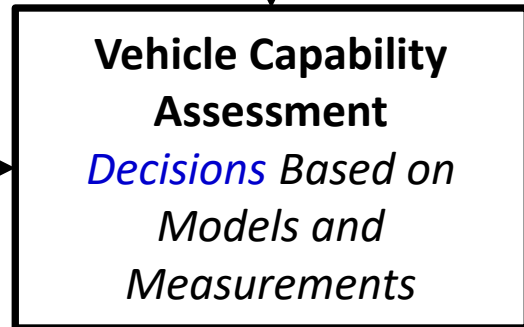 Vehicle Capability
Assessment
Decisions Based on
Models and
Measurements